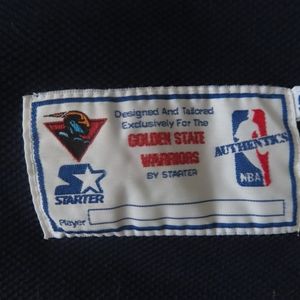 Designed And Tailored
Exclusively For The
GOLDEN STATE
WARRIORS
BY STARTER
AUTHENTICS
NBA
STARTER
Player